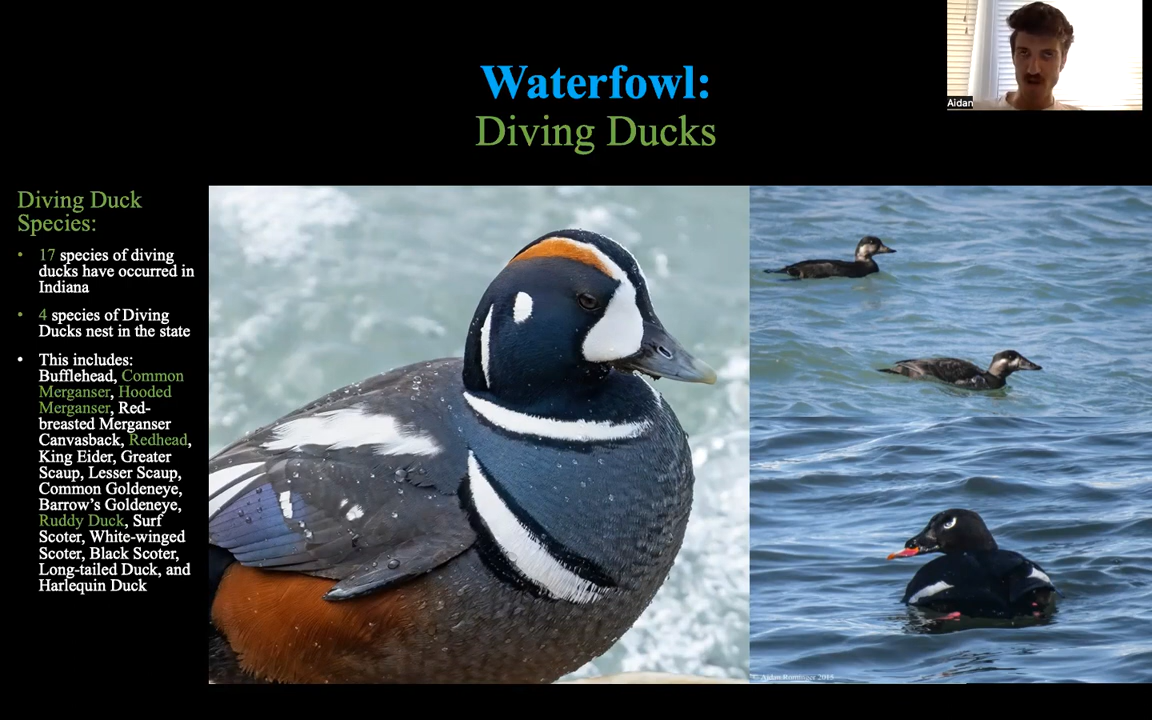 Aidan
Waterfowl:
Diving Ducks
Diving Duck
Species:
• 17 species of diving
ducks have occurred in
Indiana
• 4 species of Diving
Ducks nest in the state
• This includes:
Bufflehead, Common
Merganser, Hooded
Merganser, Red-
breasted Merganser
Canvasback, Redhead,
King Eider, Greater
Scaup, Lesser Scaup,
Common Goldeneye,
Barrow's Goldeneye,
Ruddy Duck, Surf
Scoter, White-winged
Scoter, Black Scoter,
Long-tailed Duck, and
Harlequin Duck
© Aidan Rominger 2015